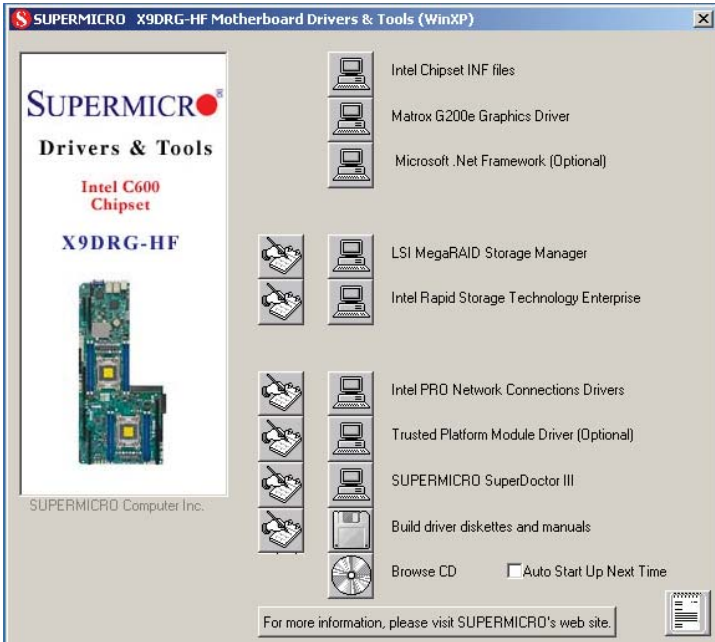 SUPERMICRO X9DRG-HF Motherboard Drivers & Tools (WinXP)
SUPERMICRO
Drivers & Tools
Intel C600
Chipset
X9DRG-HF
SUPERMICRO Computer Inc.
Intel Chipset INF files
Matrox G200e Graphics Driver
Microsoft .Net Framework (Optional)
LSI MegaRAID Storage Manager
Intel Rapid Storage Technology Enterprise
Intel PRO Network Connections Drivers
Trusted Platform Module Driver (Optional)
SUPERMICRO SuperDoctor III
Build driver diskettes and manuals
Browse CD
Auto Start Up Next Time
For more information, please visit SUPERMICRO's web site.